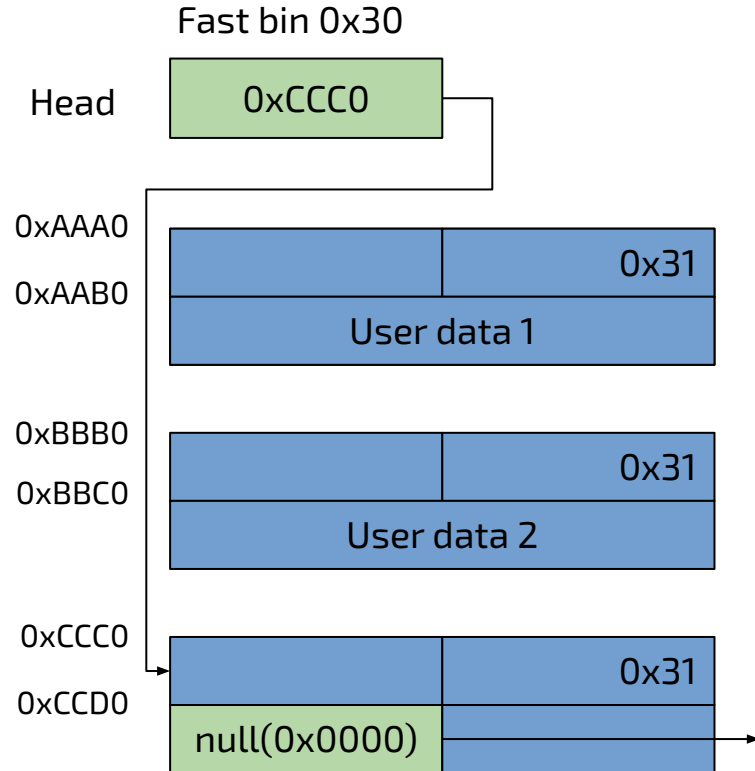 Fast bin 0x30
Head
0xCCC0
0xAAA0
0x31
0xAAB0
User data 1
0xBBB0
0x31
0xBBC0
User data 2
0xCCC0
0x31
0xCCD0
null(0x0000)